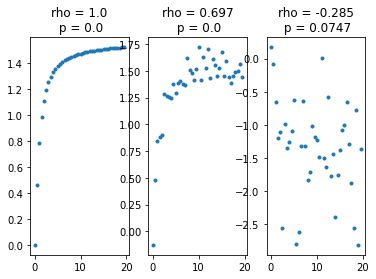 rho = 1.0
p = 0.0
1.4
1.2
1.0
0.8
0.6
0.4
0.2
0.0
0 10 20
rho = 0.697
p = 0.0
1.75
1.50
1.25
1.00
0.75
0.50
0.25
0.00
0 10 20
rho = -0.285
p = 0.0747
0.0
−0.5
−1.0
−1.5
−2.0
−2.5
0 10 20